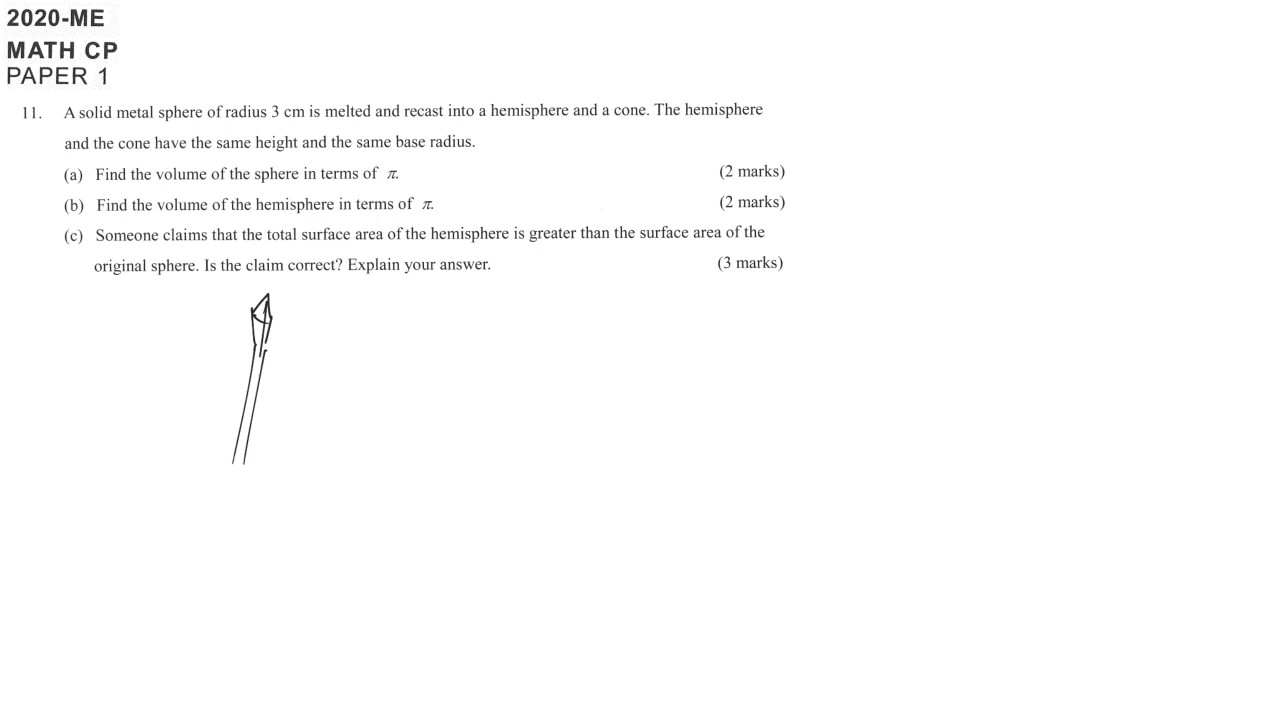 2020-ME
MATH CP
PAPER 1
11. A solid metal sphere of radius 3 cm is melted and recast into a hemisphere and a cone. The hemisphere
and the cone have the same height and the same base radius.
(a) Find the volume of the sphere in terms of π. (2 marks)
(b) Find the volume of the hemisphere in terms of π. (2 marks)
(c) Someone claims that the total surface area of the hemisphere is greater than the surface area of the
original sphere. Is the claim correct? Explain your answer. (3 marks)